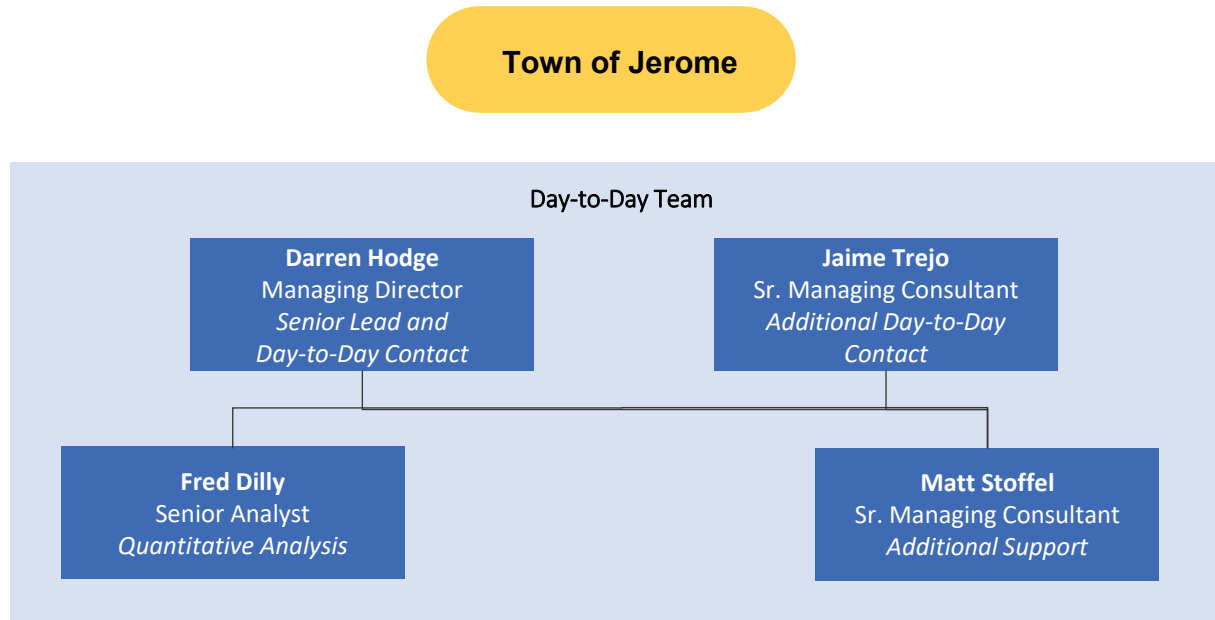 Town of Jerome
Day-to-Day Team
Darren Hodge
Managing Director
Senior Lead and
Day-to-Day Contact
Jaime Trejo
Sr. Managing Consultant
Additional Day-to-Day
Contact
Fred Dilly
Senior Analyst
Quantitative Analysis
Matt Stoffel
Sr. Managing Consultant
Additional Support